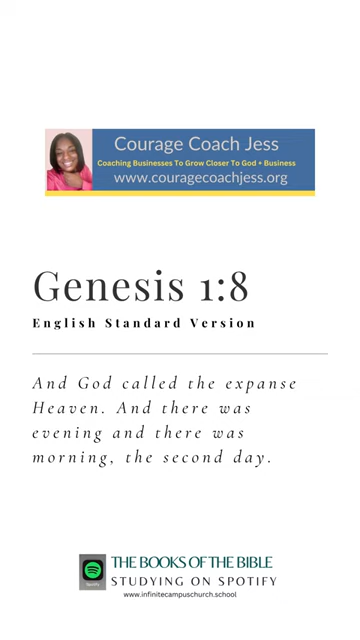 Courage Coach Jess
Coaching Businesses To Grow Closer To God + Business
www.couragecoachjess.org
Genesis 1:8
English Standard Version
And God called the expanse
Heaven. And there was
evening and there was
morning, the second day.
THE BOOKS OF THE BIBLE
STUDYING ON SPOTIFY
Spotify
www.infinitecampuschurch.school